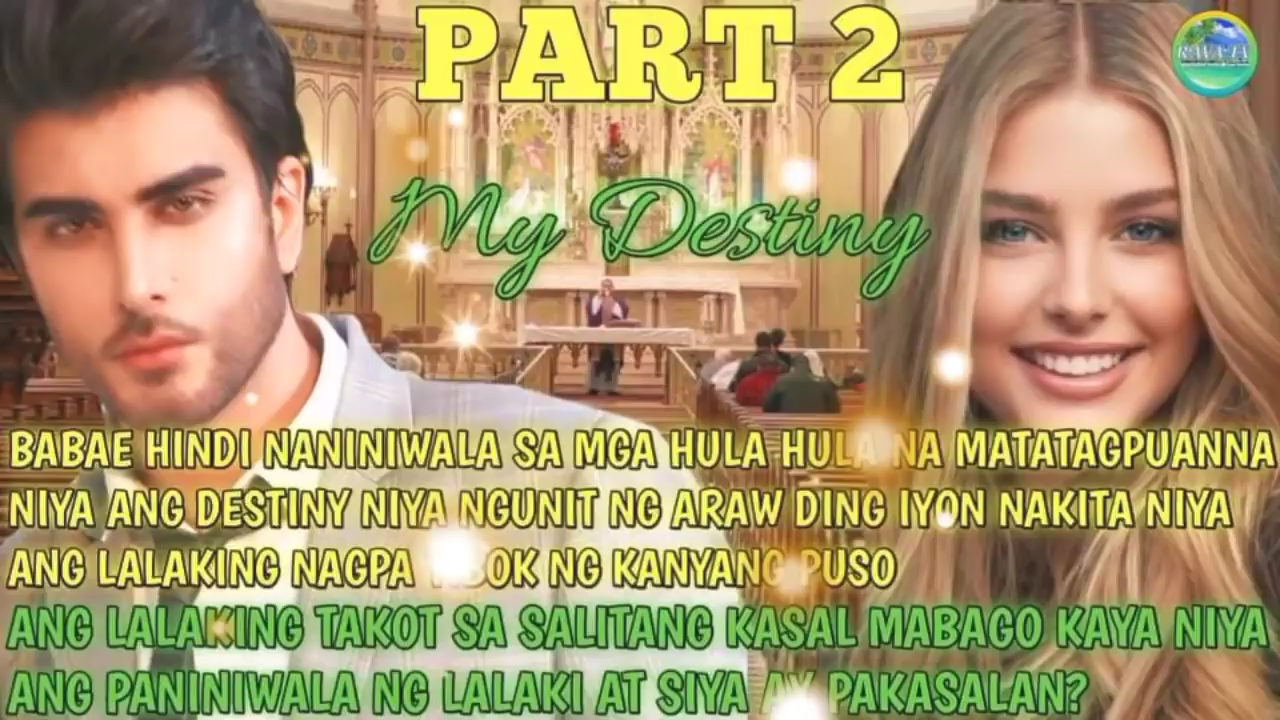 PART 2
My Destiny
BABAE HINDI NANINIWALA SA MGA HULA HULA NA MATATAGPUANNA
NIYA ANG DESTINY NIYA NGUNIT NG ARAW DING IYON NAKITA NIYA
ANG LALAKING NAGPA NG KANYANG PUSO
ANG LALAKING TAKOT SA SALITANG KASAL MABAGO KAYA NIYA
ANG PANINIWALA NG LALAKI AT SIYA AY PAKASALAN?